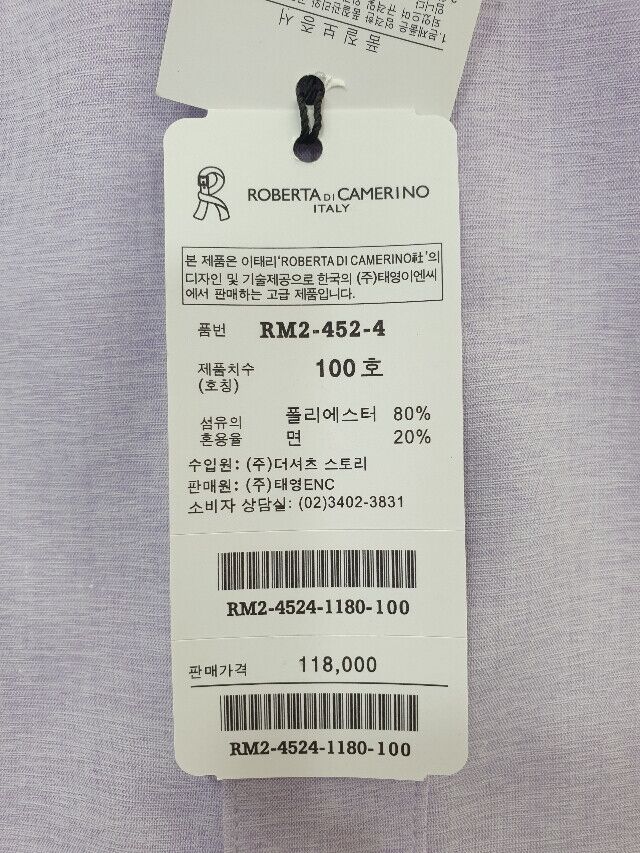 품질보증서
ROBERTA DI CAMERINO
ITALY
본 제품은 이태리‘ROBERTA DI CAMERINO社’의
디자인 및 기술제공으로 한국의 (주)태영이엔씨
에서 판매하는 고급 제품입니다.
품번 RM2-452-4
제품치수 100 호
(호칭)
섬유의 폴리에스터 80%
혼용율 면 20%
수입원: (주)더셔츠 스토리
판매원: (주)태영ENC
소비자 상담실: (02)3402-3831
RM2-4524-1180-100
판매가격 118,000
RM2-4524-1180-100